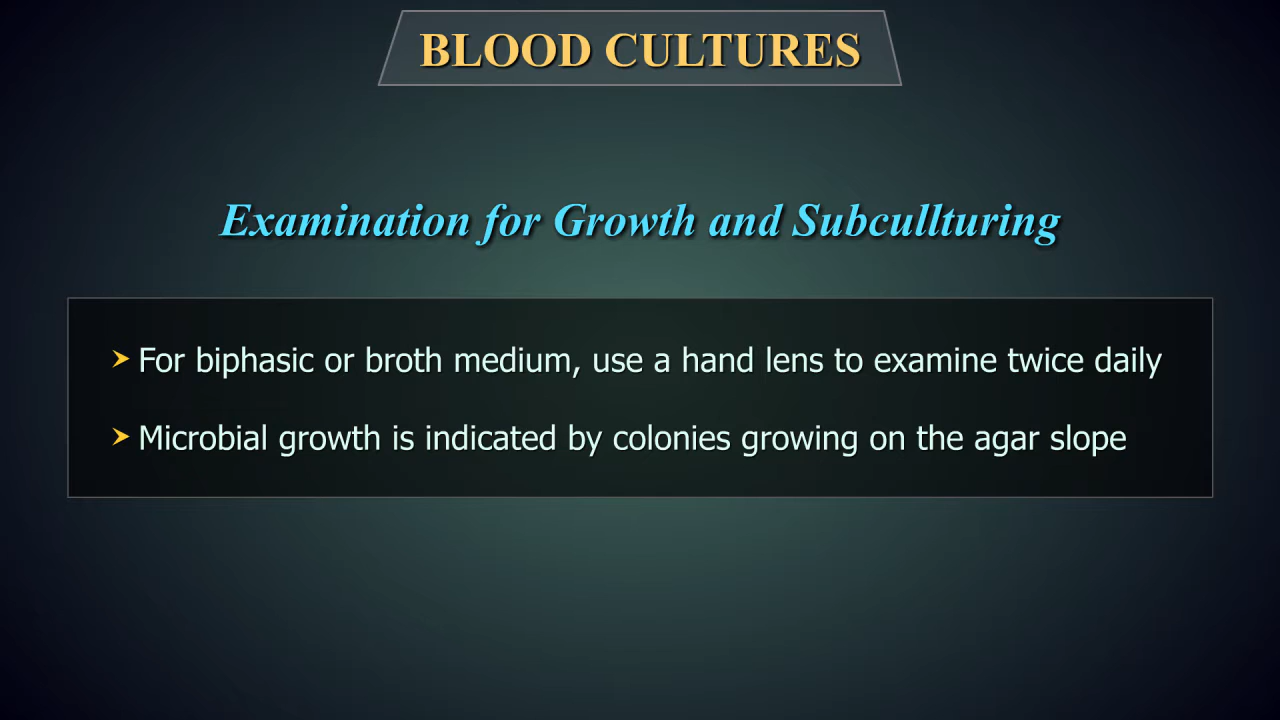 BLOOD CULTURES
Examination for Growth and Subcullturing
➤ For biphasic or broth medium, use a hand lens to examine twice daily
➤ Microbial growth is indicated by colonies growing on the agar slope